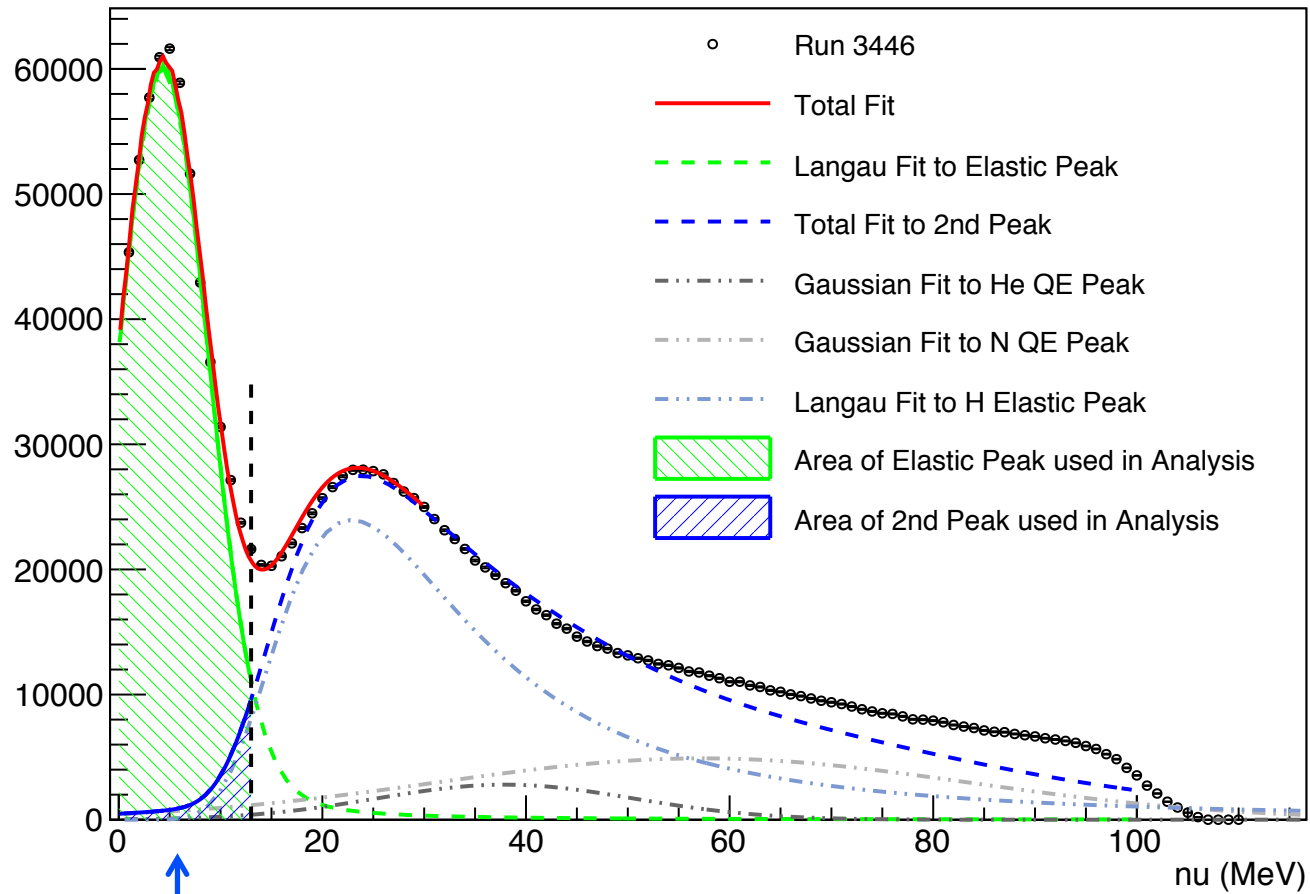 60000
50000
40000
30000
20000
10000
0
0 20 40 60 80 100
nu (MeV)
Run 3446
Total Fit
Langau Fit to Elastic Peak
Total Fit to 2nd Peak
Gaussian Fit to He QE Peak
Gaussian Fit to N QE Peak
Langau Fit to H Elastic Peak
Area of Elastic Peak used in Analysis
Area of 2nd Peak used in Analysis